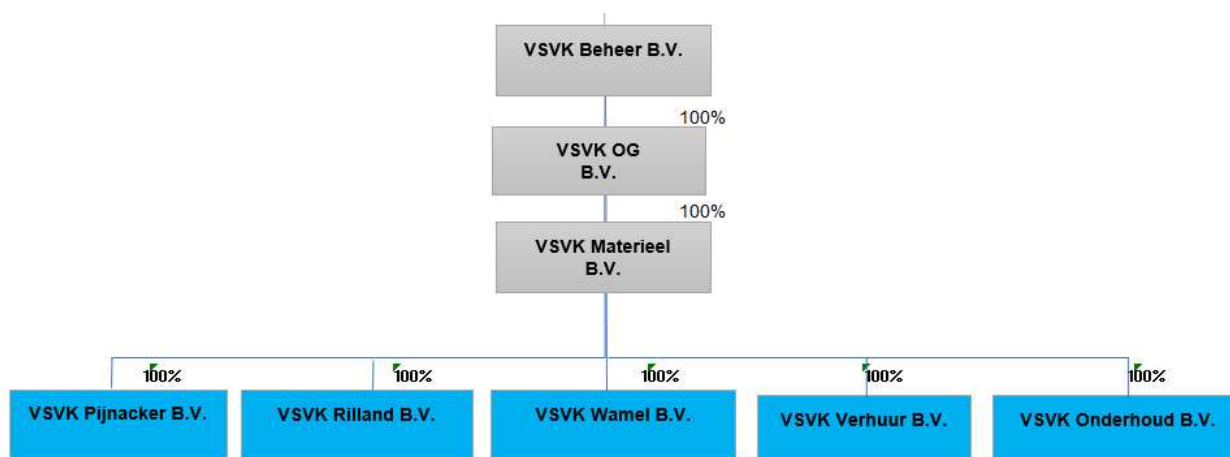 VSVK Beheer B.V.
100%
VSVK OG
B.V.
100%
VSVK Materieel
B.V.
100%
100%
100%
100%
100%
VSVK Pijnacker B.V.
VSVK Rilland B.V.
VSVK Wamel B.V.
VSVK Verhuur B.V.
VSVK Onderhoud B.V.